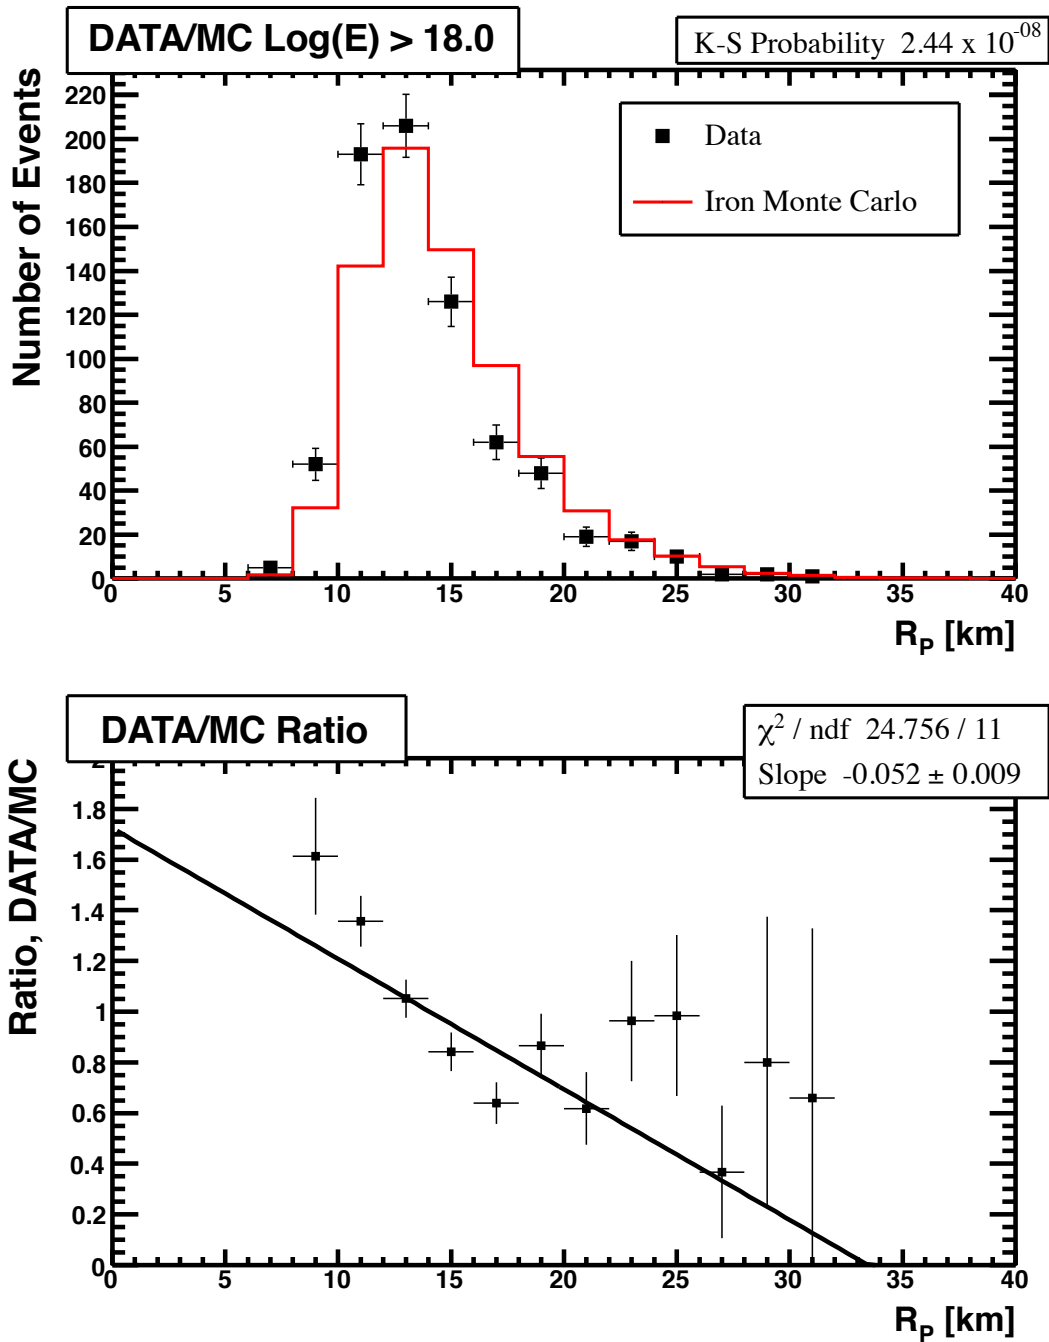 DATA/MC Log(E) > 18.0
K-S Probability 2.44 x 10^-08
Number of Events
220
200
180
160
140
120
100
80
60
40
20
0
Data
Iron Monte Carlo
0 5 10 15 20 25 30 35 40
R_P [km]
DATA/MC Ratio
χ² / ndf 24.756 / 11
Slope -0.052 ± 0.009
Ratio, DATA/MC
2
1.8
1.6
1.4
1.2
1
0.8
0.6
0.4
0.2
0
0 5 10 15 20 25 30 35 40
R_P [km]